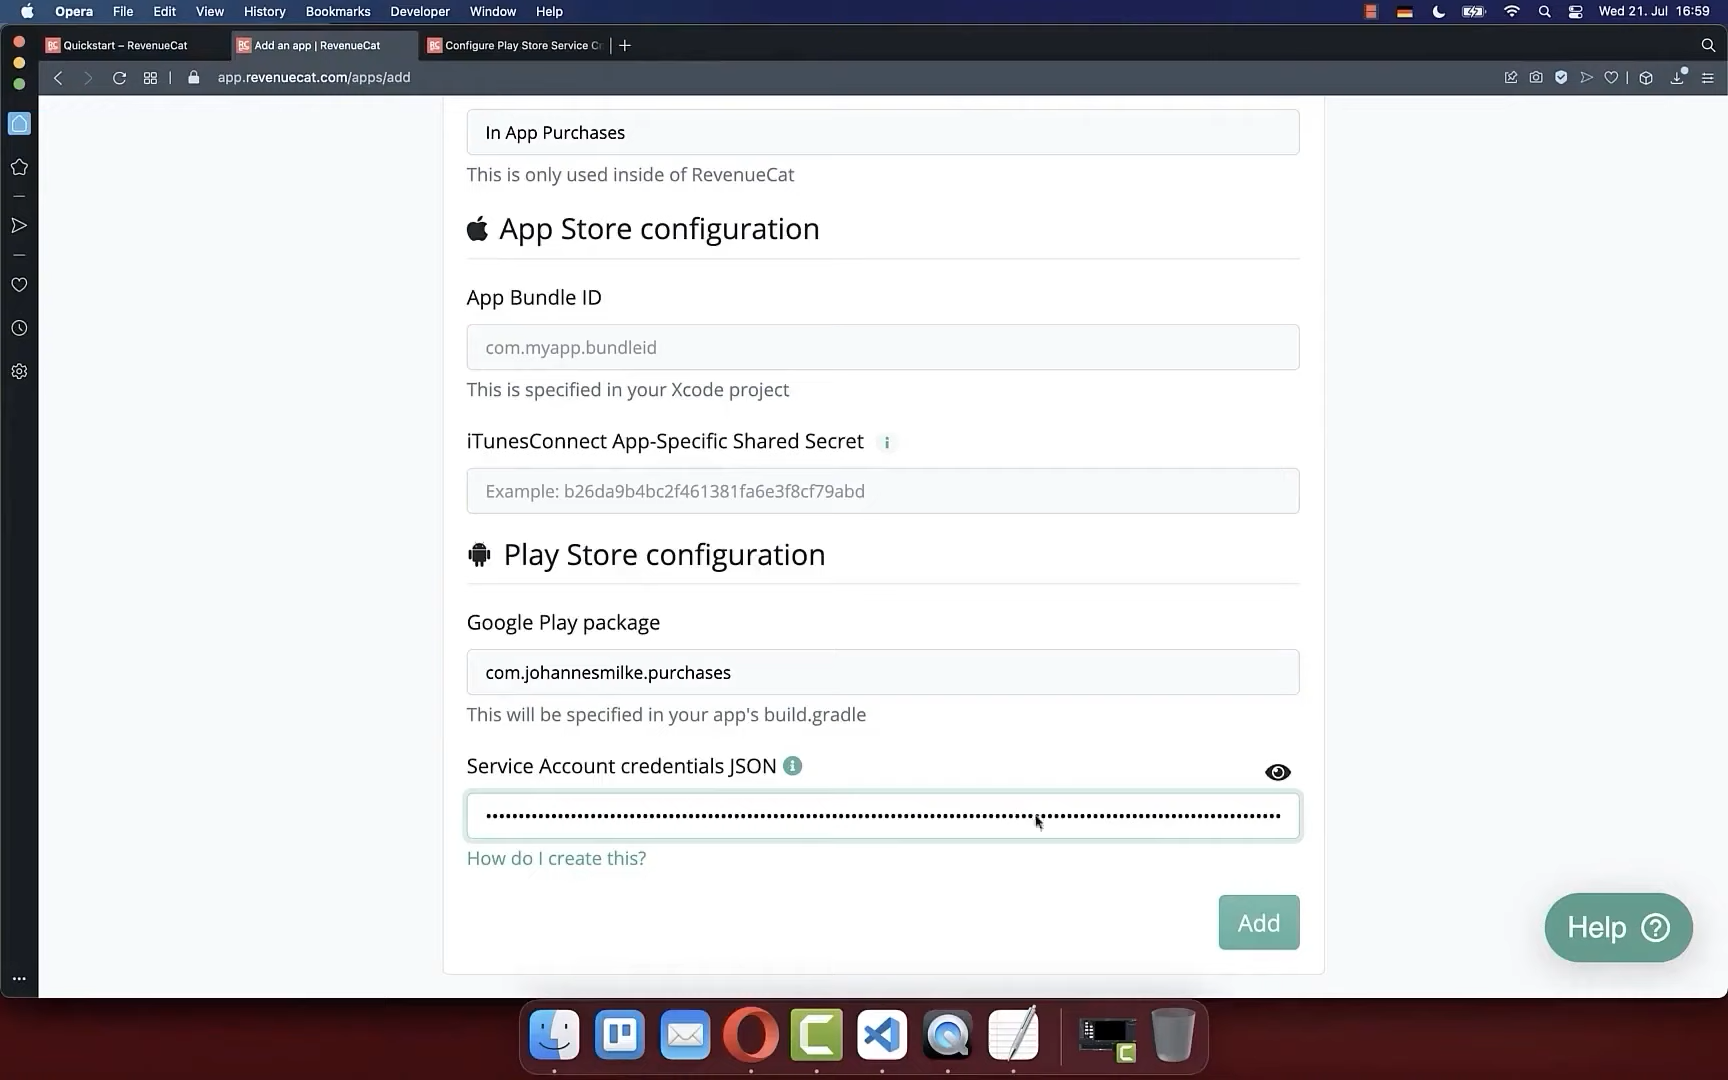 Opera File Edit View History Bookmarks Developer Window Help Wed 21. Jul 16:59
Quickstart – RevenueCat Add an app | RevenueCat Configure Play Store Service
app.revenuecat.com/apps/add
In App Purchases
This is only used inside of RevenueCat
App Store configuration
App Bundle ID
com.myapp.bundleid
This is specified in your Xcode project
iTunesConnect App-Specific Shared Secret i
Example: b26da9b4bc2f461381fa6e3f8cf79abd
Play Store configuration
Google Play package
com.johannesmilke.purchases
This will be specified in your app's build.gradle
Service Account credentials JSON i
How do I create this?
Add
Help ?